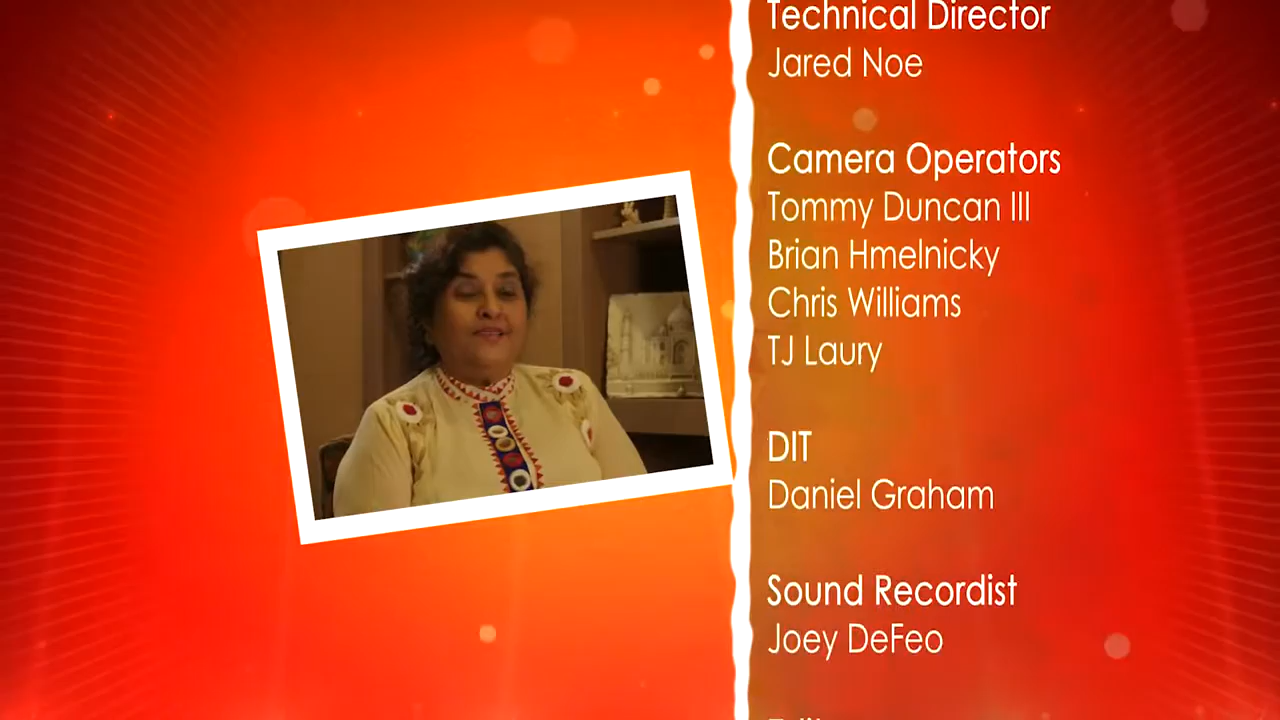 Technical Director
Jared Noe
Camera Operators
Tommy Duncan III
Brian Hmelnicky
Chris Williams
TJ Laury
DIT
Daniel Graham
Sound Recordist
Joey DeFeo